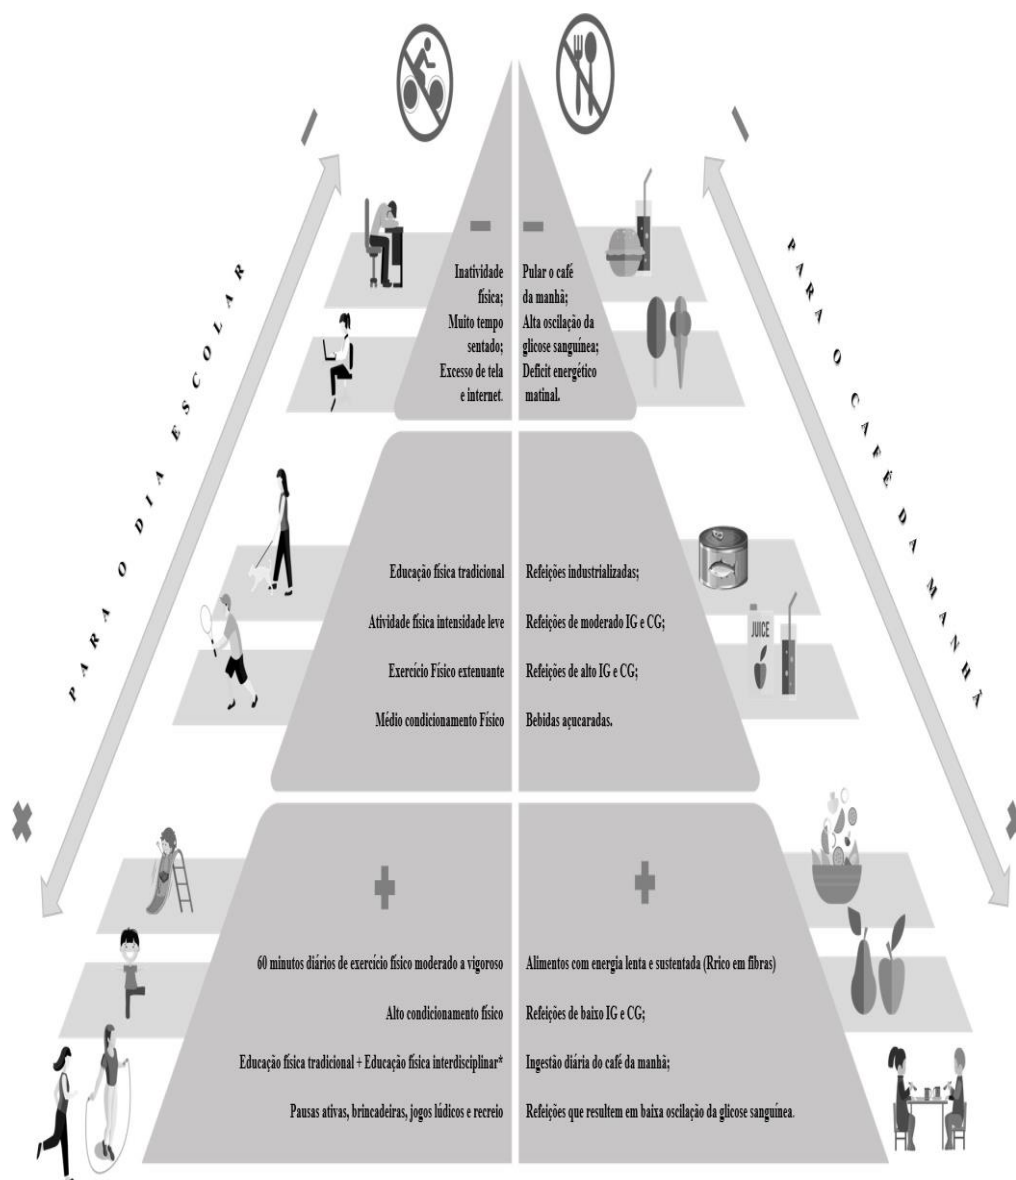 PARA O DIA ESCOLAR
PARA O CAFÉ DA MANHÃ
Inatividade
física;
Muito tempo
sentado;
Excesso de tela
e internet.
Pular o café
da manhã;
Alta oscilação da
glicose sanguínea;
Deficit energético
matinal.
Educação física tradicional
Atividade física intensidade leve
Exercício Físico extenuante
Médio condicionamento Físico
Refeições industrializadas;
Refeições de moderado IG e CG;
Refeições de alto IG e CG;
Bebidas açucaradas.
JUICE
60 minutos diários de exercício físico moderado a vigoroso
Alto condicionamento físico
Educação física tradicional + Educação física interdisciplinar*
Pausas ativas, brincadeiras, jogos lúdicos e recreio
Alimentos com energia lenta e sustentada (Rrico em fibras)
Refeições de baixo IG e CG;
Ingestão diária do café da manhã;
Refeições que resultem em baixa oscilação da glicose sanguínea.